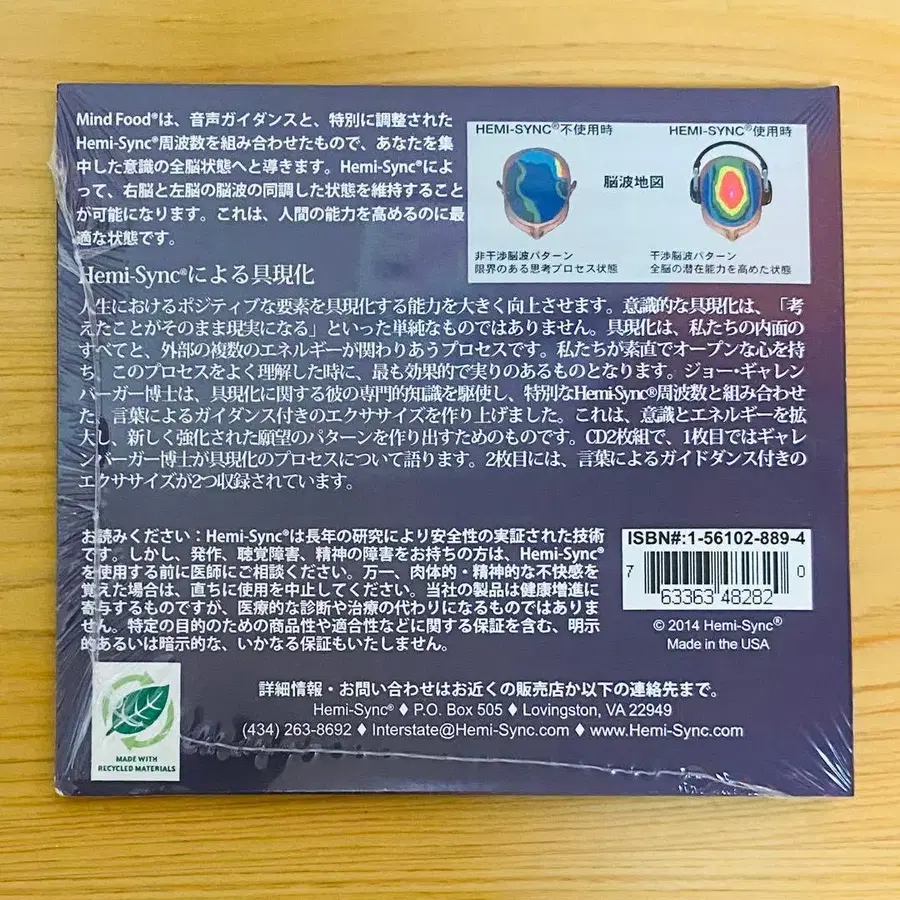 Mind Food®は、音声ガイダンスと、特別に調整された
Hemi-Sync®周波数を組み合わせたもので、あなたを集
中した意識の全脳状態へと導きます。Hemi-Sync®によ
って、右脳と左脳の脳波の同調した状態を維持すること
が可能になります。これは、人間の能力を高めるのに最
適な状態です。
HEMI-SYNC®不使用時
HEMI-SYNC®使用時
脳波地図
非干渉脳波パターン
限界のある思考プロセス状態
干渉脳波パターン
全脳の潜在能力を高めた状態
Hemi-Sync®による具現化
人生におけるポジティブな要素を具現化する能力を大きく向上させます。意識的な具現化は、「考
えたことがそのまま現実になる」といった単純なものではありません。具現化は、私たちの内面の
すべてと、外部の複数のエネルギーが関わりあうプロセスです。私たちが素直でオープンな心を持
ち、このプロセスをよく理解した時に、最も効果的で実りのあるものとなります。ジョー・ギャレン
バーガー博士は、具現化に関する彼の専門的知識を駆使し、特別なHemi-Sync®周波数と組み合わせ
た、言葉によるガイダンス付きのエクササイズを作り上げました。これは、意識とエネルギーを拡
大し、新しく強化された願望のパターンを作り出すためのものです。CD2枚組で、1枚目ではギャレ
ンバーガー博士が具現化のプロセスについて語ります。2枚目には、言葉によるガイドダンス付きの
エクササイズが2つ収録されています。
お読みください：Hemi-Sync®は長年の研究により安全性の実証された技術
です。しかし、発作、聴覚障害、精神の障害をお持ちの方は、Hemi-Sync®
を使用する前に医師にご相談ください。万一、肉体的・精神的な不快感を
覚えた場合は、直ちに使用を中止してください。当社の製品は健康増進に
寄与するものですが、医療的な診断や治療の代わりになるものではありま
せん。特定の目的のための商品性や適合性などに関する保証を含む、明示
的あるいは暗示的な、いかなる保証もいたしません。
ISBN#:1-56102-889-4
7 63363 48282 0
© 2014 Hemi-Sync®
Made in the USA
詳細情報・お問い合わせはお近くの販売店か以下の連絡先まで。
Hemi-Sync® ♦ P.O. Box 505 ♦ Lovingston, VA 22949
(434) 263-8692 ♦ Interstate@Hemi-Sync.com ♦ www.Hemi-Sync.com
MADE WITH
RECYCLED MATERIALS